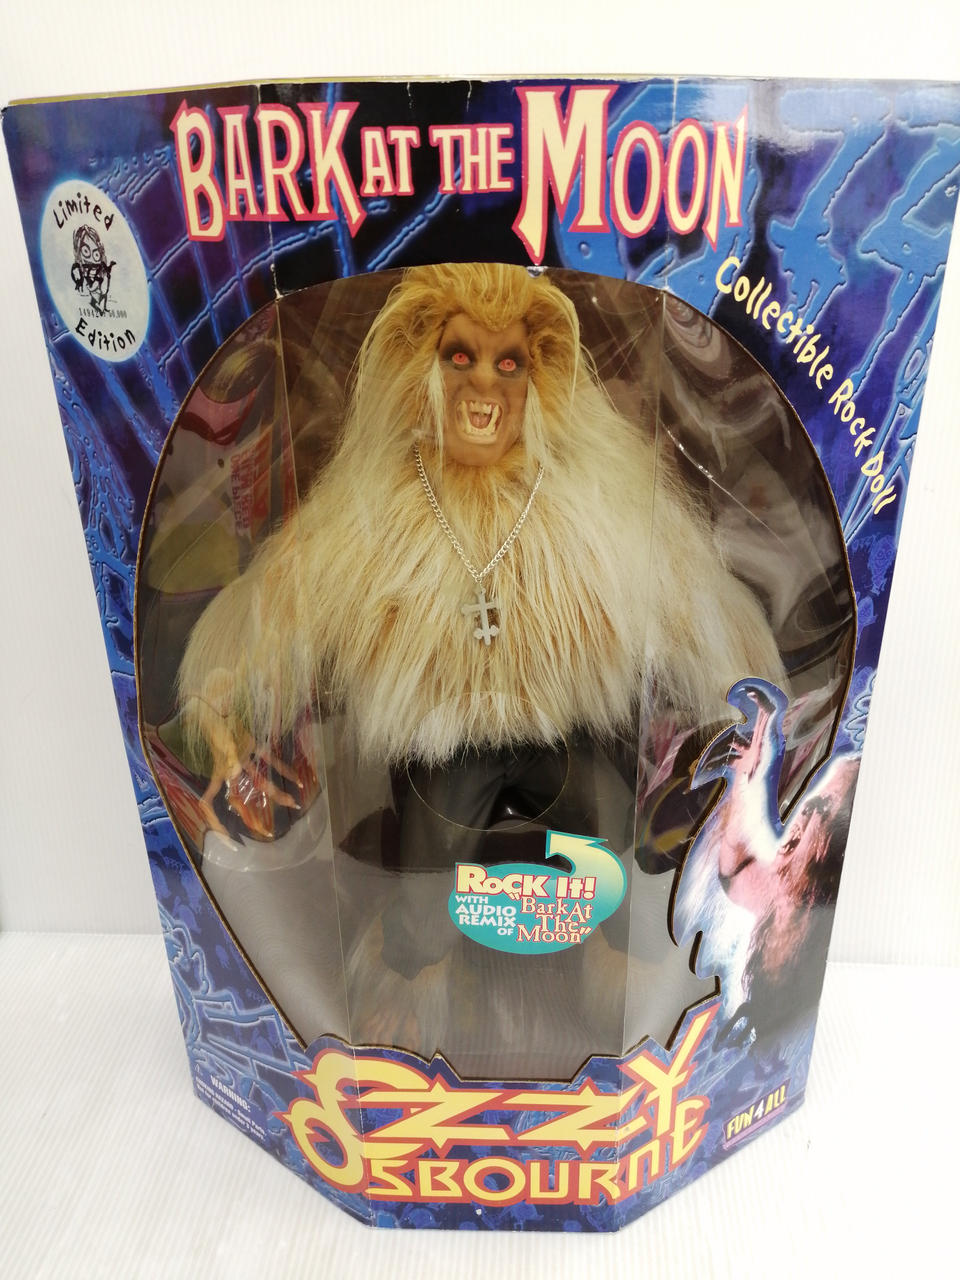 BARK AT THE MOON
Limited
Edition
Collectible Rock Doll
ROCK It!
WITH
AUDIO
REMIX
OF
"Bark At
The
Moon"
WARNING:
OZZY
OSBOURNE
FUN 4 ALL